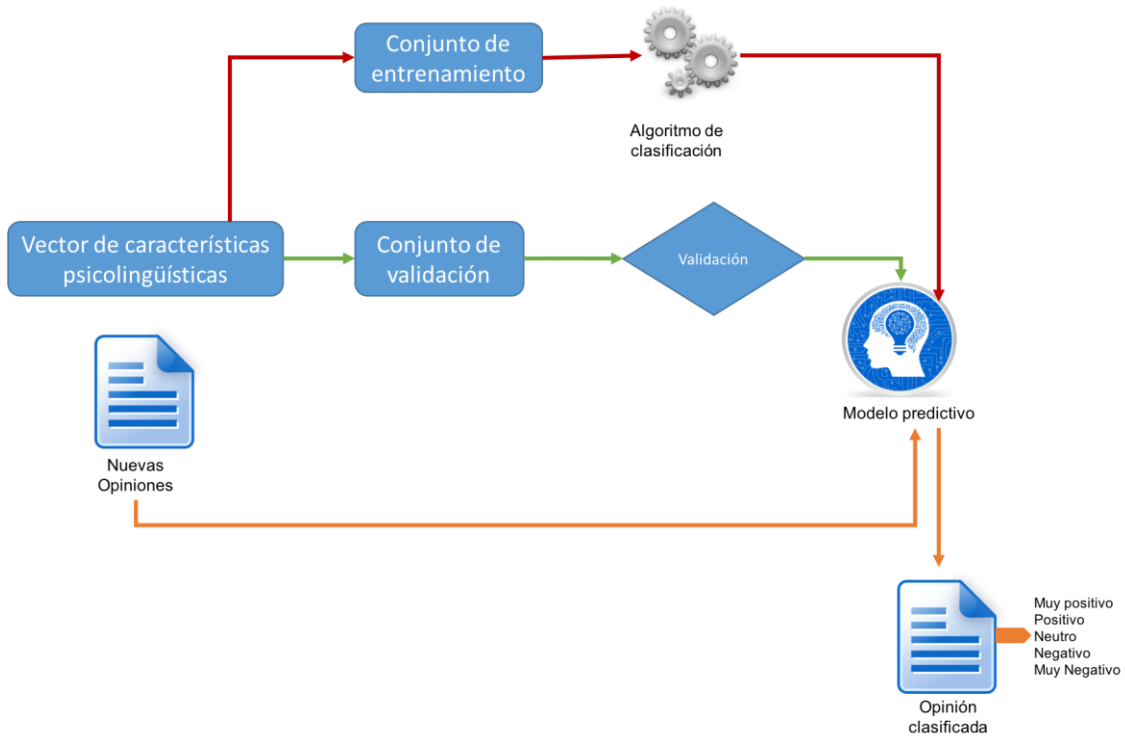 Conjunto de
entrenamiento
Algoritmo de
clasificación
Vector de características
psicolingüísticas
Conjunto de
validación
Validación
Modelo predictivo
Nuevas
Opiniones
Muy positivo
Positivo
Neutro
Negativo
Muy Negativo
Opinión
clasificada